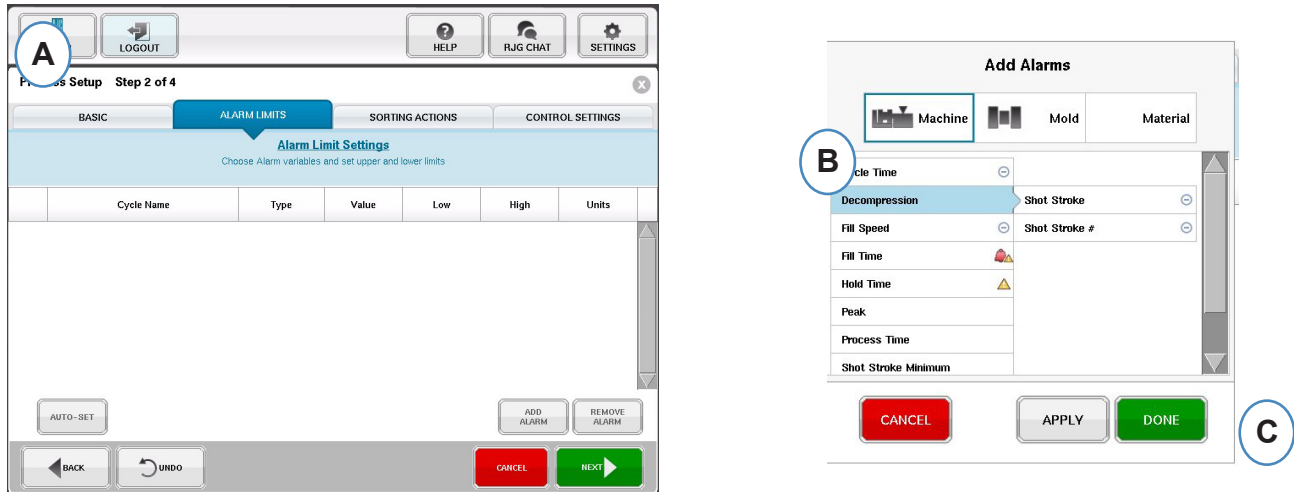 A
LOGOUT
HELP
RJG CHAT
SETTINGS
ss Setup Step 2 of 4
BASIC
ALARM LIMITS
SORTING ACTIONS
CONTROL SETTINGS
Alarm Limit Settings
Choose Alarm variables and set upper and lower limits
Cycle Name Type Value Low High Units
AUTO-SET
ADD
ALARM
REMOVE
ALARM
BACK
UNDO
CANCEL
NEXT
Add Alarms
Machine
Mold
Material
B
cle Time
Decompression
Shot Stroke
Fill Speed
Shot Stroke #
Fill Time
Hold Time
Peak
Process Time
Shot Stroke Minimum
CANCEL
APPLY
DONE
C